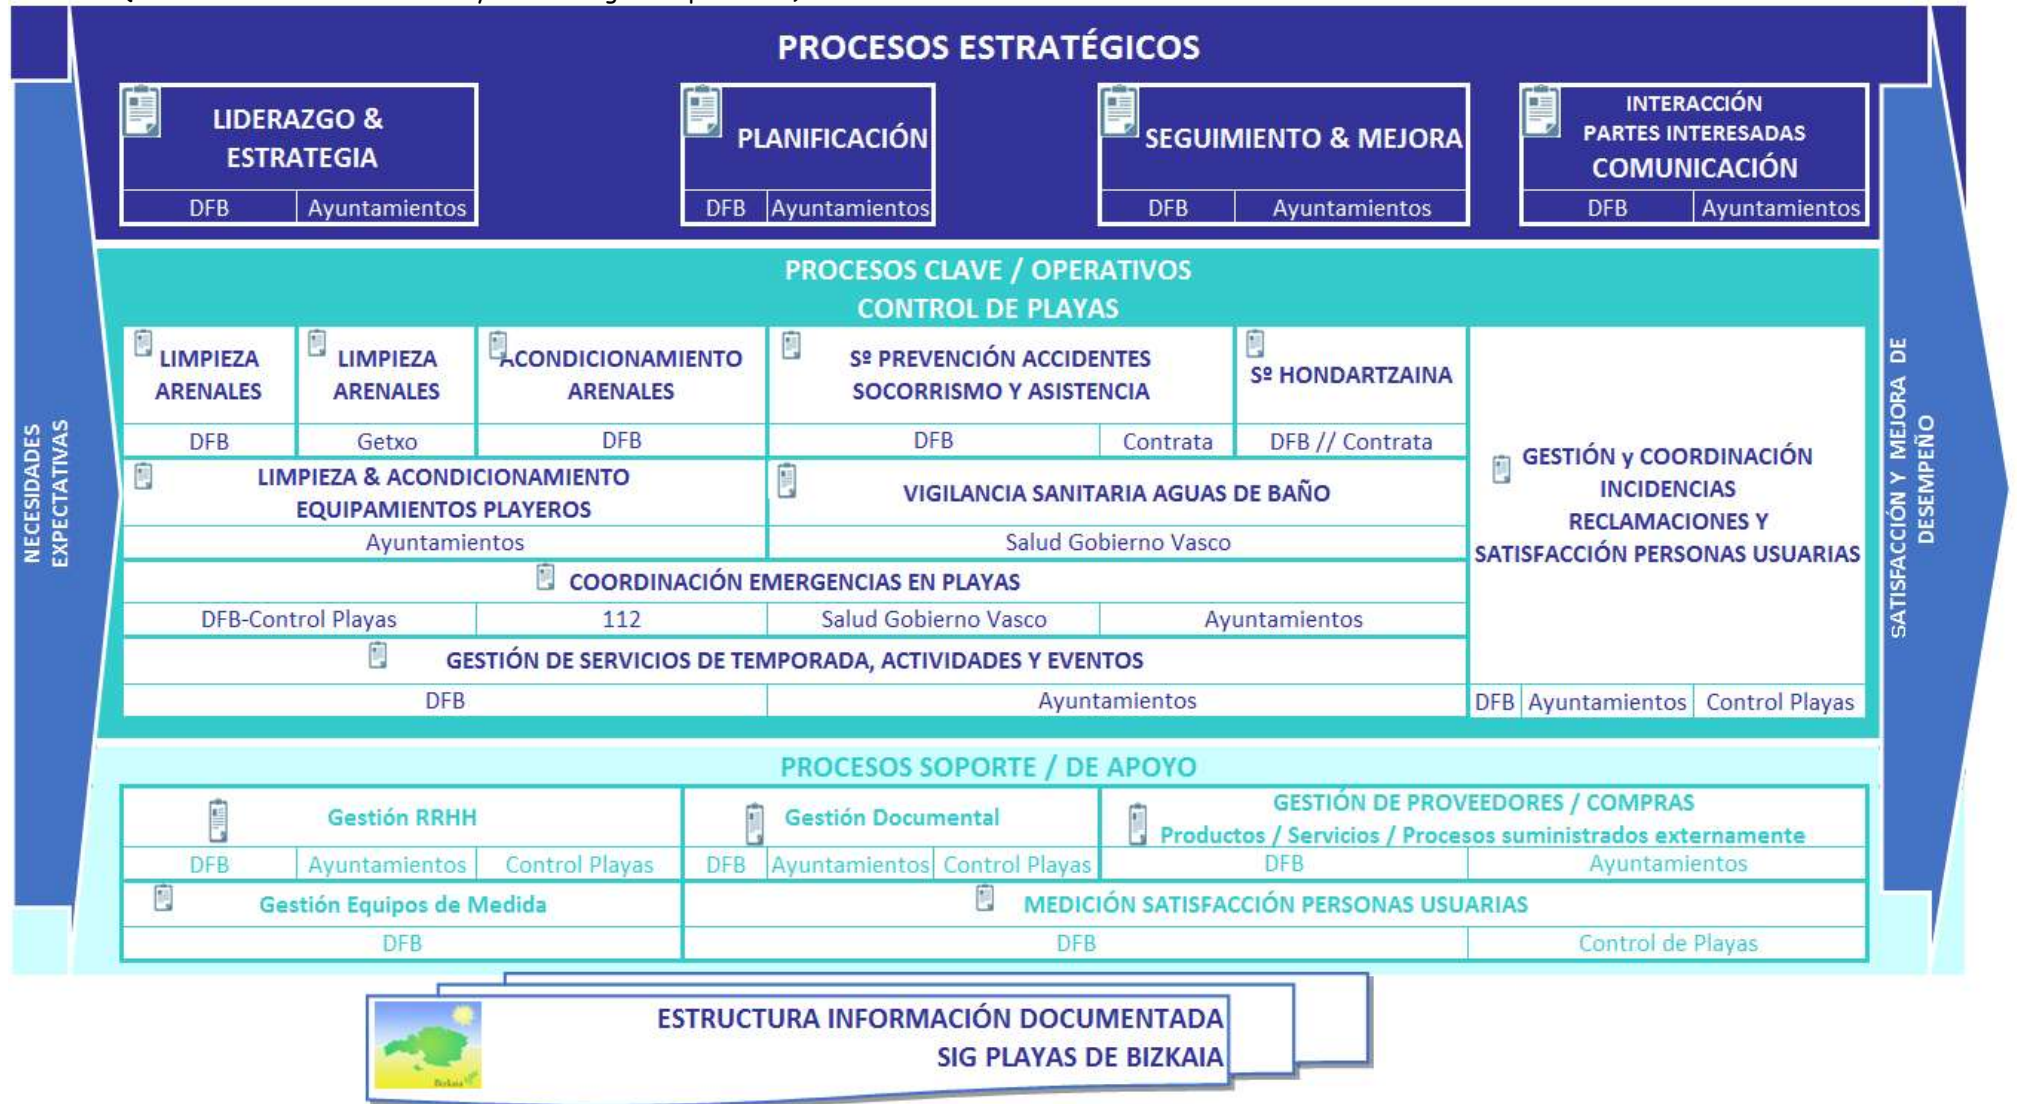 PROCESOS ESTRATÉGICOS
LIDERAZGO &
ESTRATEGIA
DFB Ayuntamientos
PLANIFICACIÓN
DFB Ayuntamientos
SEGUIMIENTO & MEJORA
DFB Ayuntamientos
INTERACCIÓN
PARTES INTERESADAS
COMUNICACIÓN
DFB Ayuntamientos
NECESIDADES
EXPECTATIVAS
PROCESOS CLAVE / OPERATIVOS
CONTROL DE PLAYAS
LIMPIEZA
ARENALES
DFB
LIMPIEZA
ARENALES
Getxo
ACONDICIONAMIENTO
ARENALES
DFB
Sº PREVENCIÓN ACCIDENTES
SOCORRISMO Y ASISTENCIA
DFB Contrata
Sº HONDARTZAINA
DFB // Contrata
LIMPIEZA & ACONDICIONAMIENTO
EQUIPAMIENTOS PLAYEROS
Ayuntamientos
VIGILANCIA SANITARIA AGUAS DE BAÑO
Salud Gobierno Vasco
COORDINACIÓN EMERGENCIAS EN PLAYAS
DFB-Control Playas 112 Salud Gobierno Vasco Ayuntamientos
GESTIÓN DE SERVICIOS DE TEMPORADA, ACTIVIDADES Y EVENTOS
DFB Ayuntamientos
GESTIÓN y COORDINACIÓN
INCIDENCIAS
RECLAMACIONES Y
SATISFACCIÓN PERSONAS USUARIAS
DFB Ayuntamientos Control Playas
SATISFACCIÓN Y MEJORA DE
DESEMPEÑO
PROCESOS SOPORTE / DE APOYO
Gestión RRHH
DFB Ayuntamientos Control Playas
Gestión Documental
DFB Ayuntamientos Control Playas
GESTIÓN DE PROVEEDORES / COMPRAS
Productos / Servicios / Procesos suministrados externamente
DFB Ayuntamientos
Gestión Equipos de Medida
DFB
MEDICIÓN SATISFACCIÓN PERSONAS USUARIAS
DFB Control de Playas
ESTRUCTURA INFORMACIÓN DOCUMENTADA
SIG PLAYAS DE BIZKAIA
Bizkaia